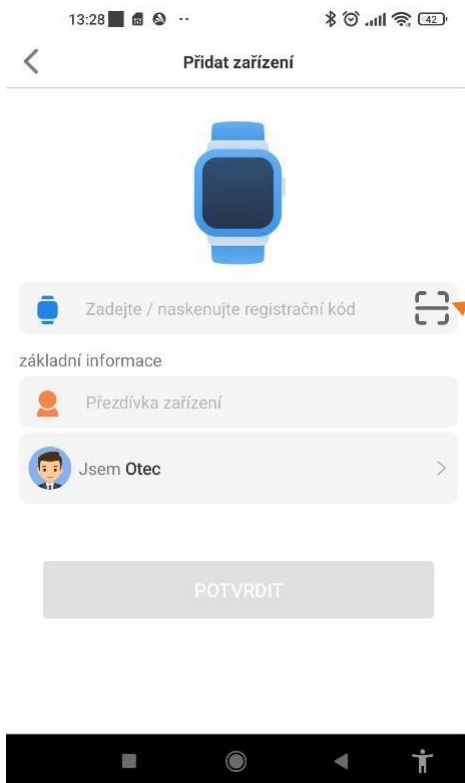 13:28
42
Přidat zařízení
Zadejte / naskenujte registrační kód
základní informace
Přezdívka zařízení
Jsem Otec
POTVRDIT